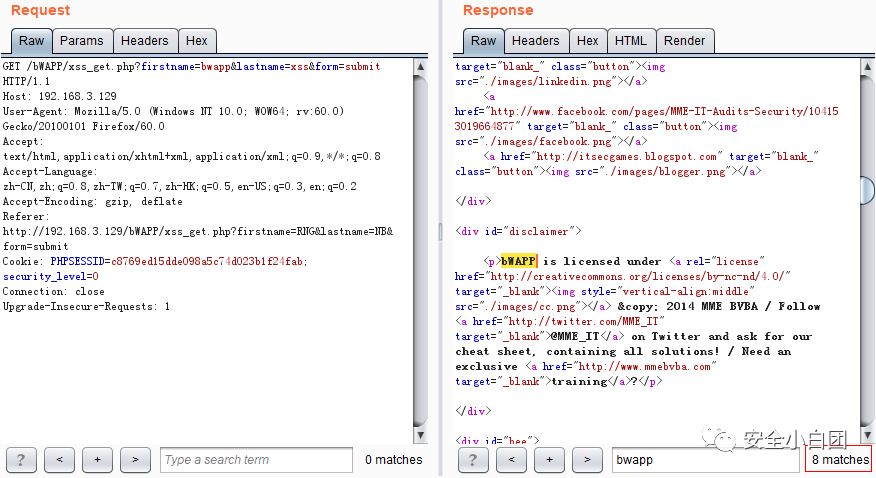 Request
Raw Params Headers Hex
GET /bWAPP/xss_get.php?firstname=bwapp&lastname=xss&form=submit
HTTP/1.1
Host: 192.168.3.129
User-Agent: Mozilla/5.0 (Windows NT 10.0; WOW64; rv:60.0)
Gecko/20100101 Firefox/60.0
Accept:
text/html,application/xhtml+xml,application/xml;q=0.9,*/*;q=0.8
Accept-Language:
zh-CN,zh;q=0.8,zh-TW;q=0.7,zh-HK;q=0.5,en-US;q=0.3,en;q=0.2
Accept-Encoding: gzip, deflate
Referer:
http://192.168.3.129/bWAPP/xss_get.php?firstname=RNG&lastname=NB&
form=submit
Cookie: PHPSESSID=c8769ed15dde098a5c74d023b1f24fab;
security_level=0
Connection: close
Upgrade-Insecure-Requests: 1
? < + > Type a search term 0 matches
Response
Raw Headers Hex HTML Render
target="blank_" class="button"><img
src="./images/linkedin.png"></a>
<a
href="http://www.facebook.com/pages/MME-IT-Audits-Security/10415
3019664877" target="blank_" class="button"><img
src="./images/facebook.png"></a>
<a href="http://itsecgames.blogspot.com" target="blank_"
class="button"><img src="./images/blogger.png"></a>
</div>
<div id="disclaimer">
<p>bWAPP is licensed under <a rel="license"
href="http://creativecommons.org/licenses/by-nc-nd/4.0/"
target="_blank"><img style="vertical-align:middle"
src="./images/cc.png"></a> &copy; 2014 MME BVBA / Follow
<a href="http://twitter.com/MME_IT"
target="_blank">@MME_IT</a> on Twitter and ask for our
cheat sheet, containing all solutions! / Need an
exclusive <a href="http://www.mmebvba.com"
target="_blank">training</a>?</p>
</div>
<div id="bee">
安全小白团
? < + > bwapp 8 matches